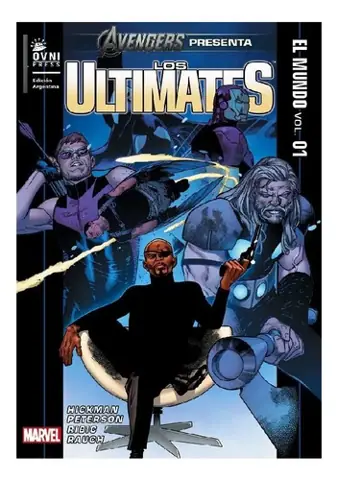 OVNI
PRESS
Edición
Argentina
AVENGERS PRESENTA
LOS
ULTIMATES
EL MUNDO VOL. 01
HICKMAN
PETERSON
RIBIC
RAUCH
MARVEL